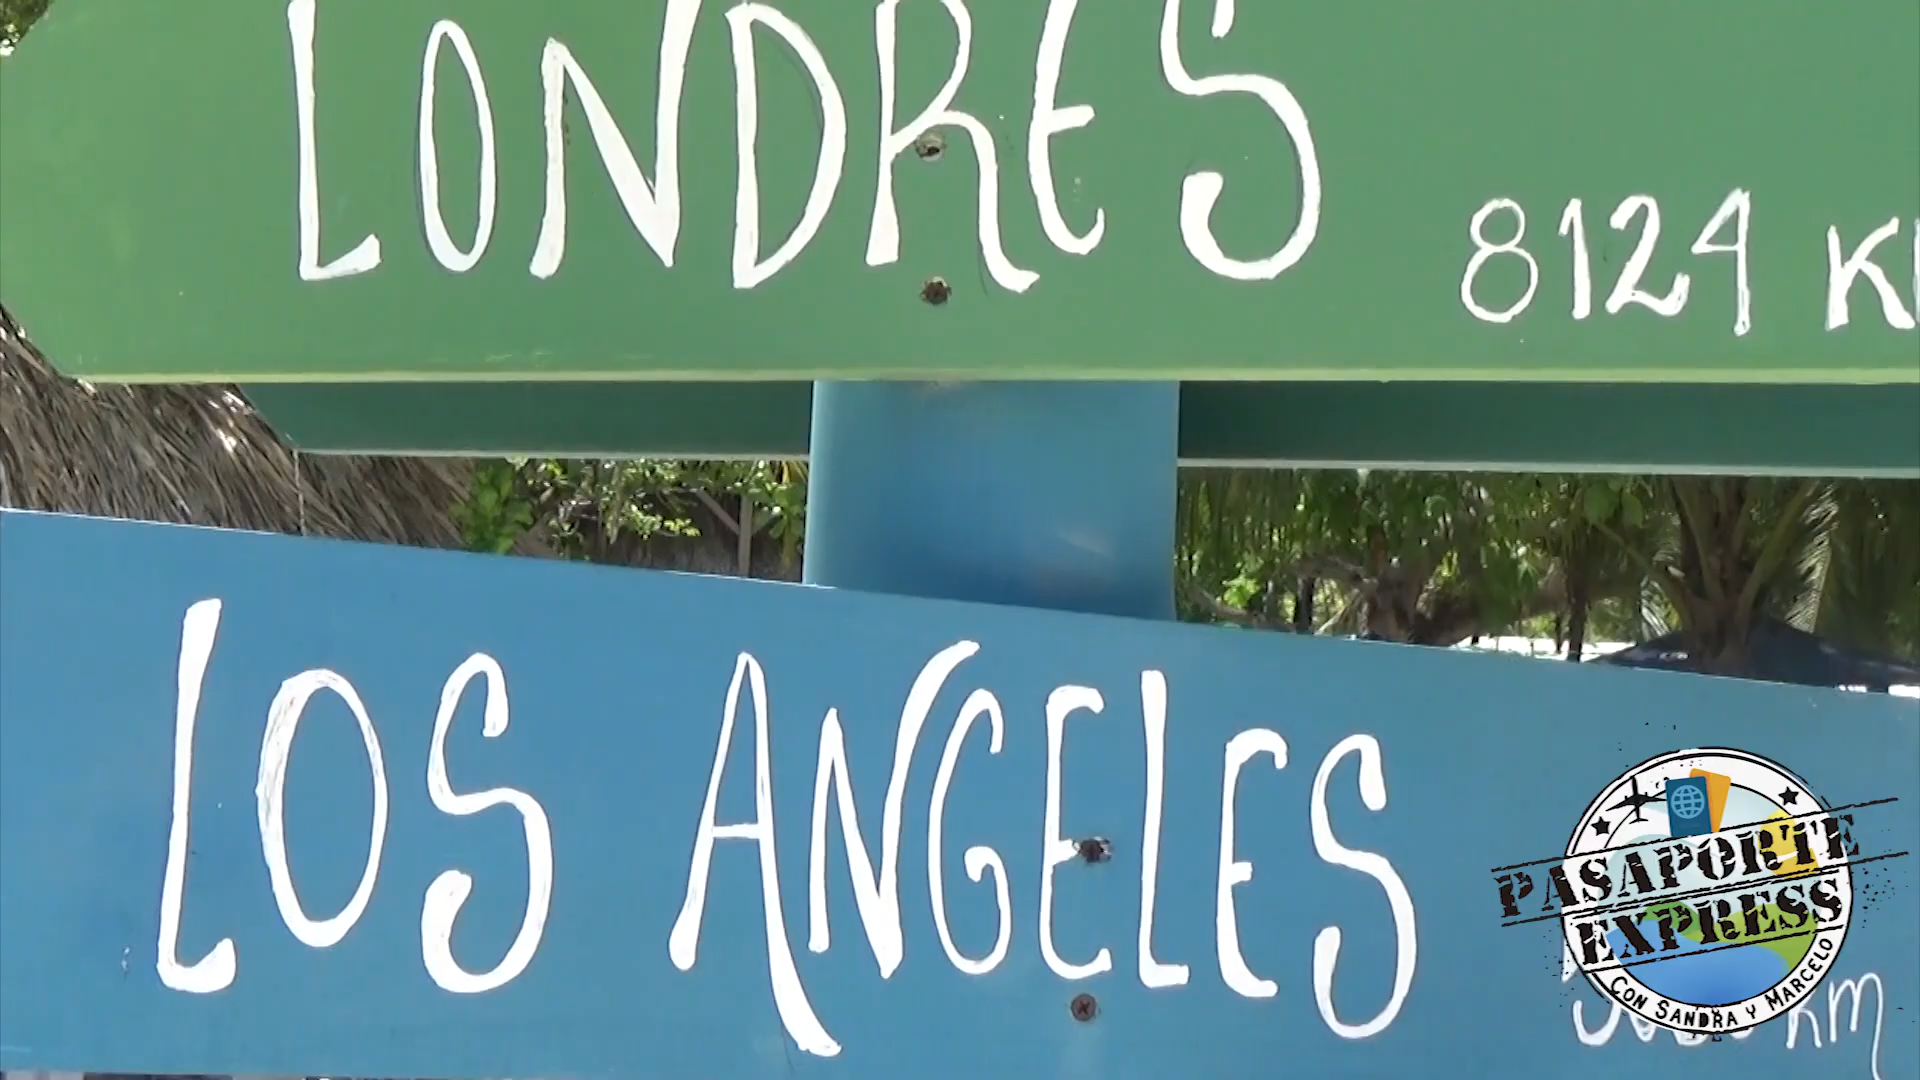 LONDRES
8124 K
LOS ANGELES
km
PASAPORTE
EXPRESS
CON SANDRA Y MARCELO